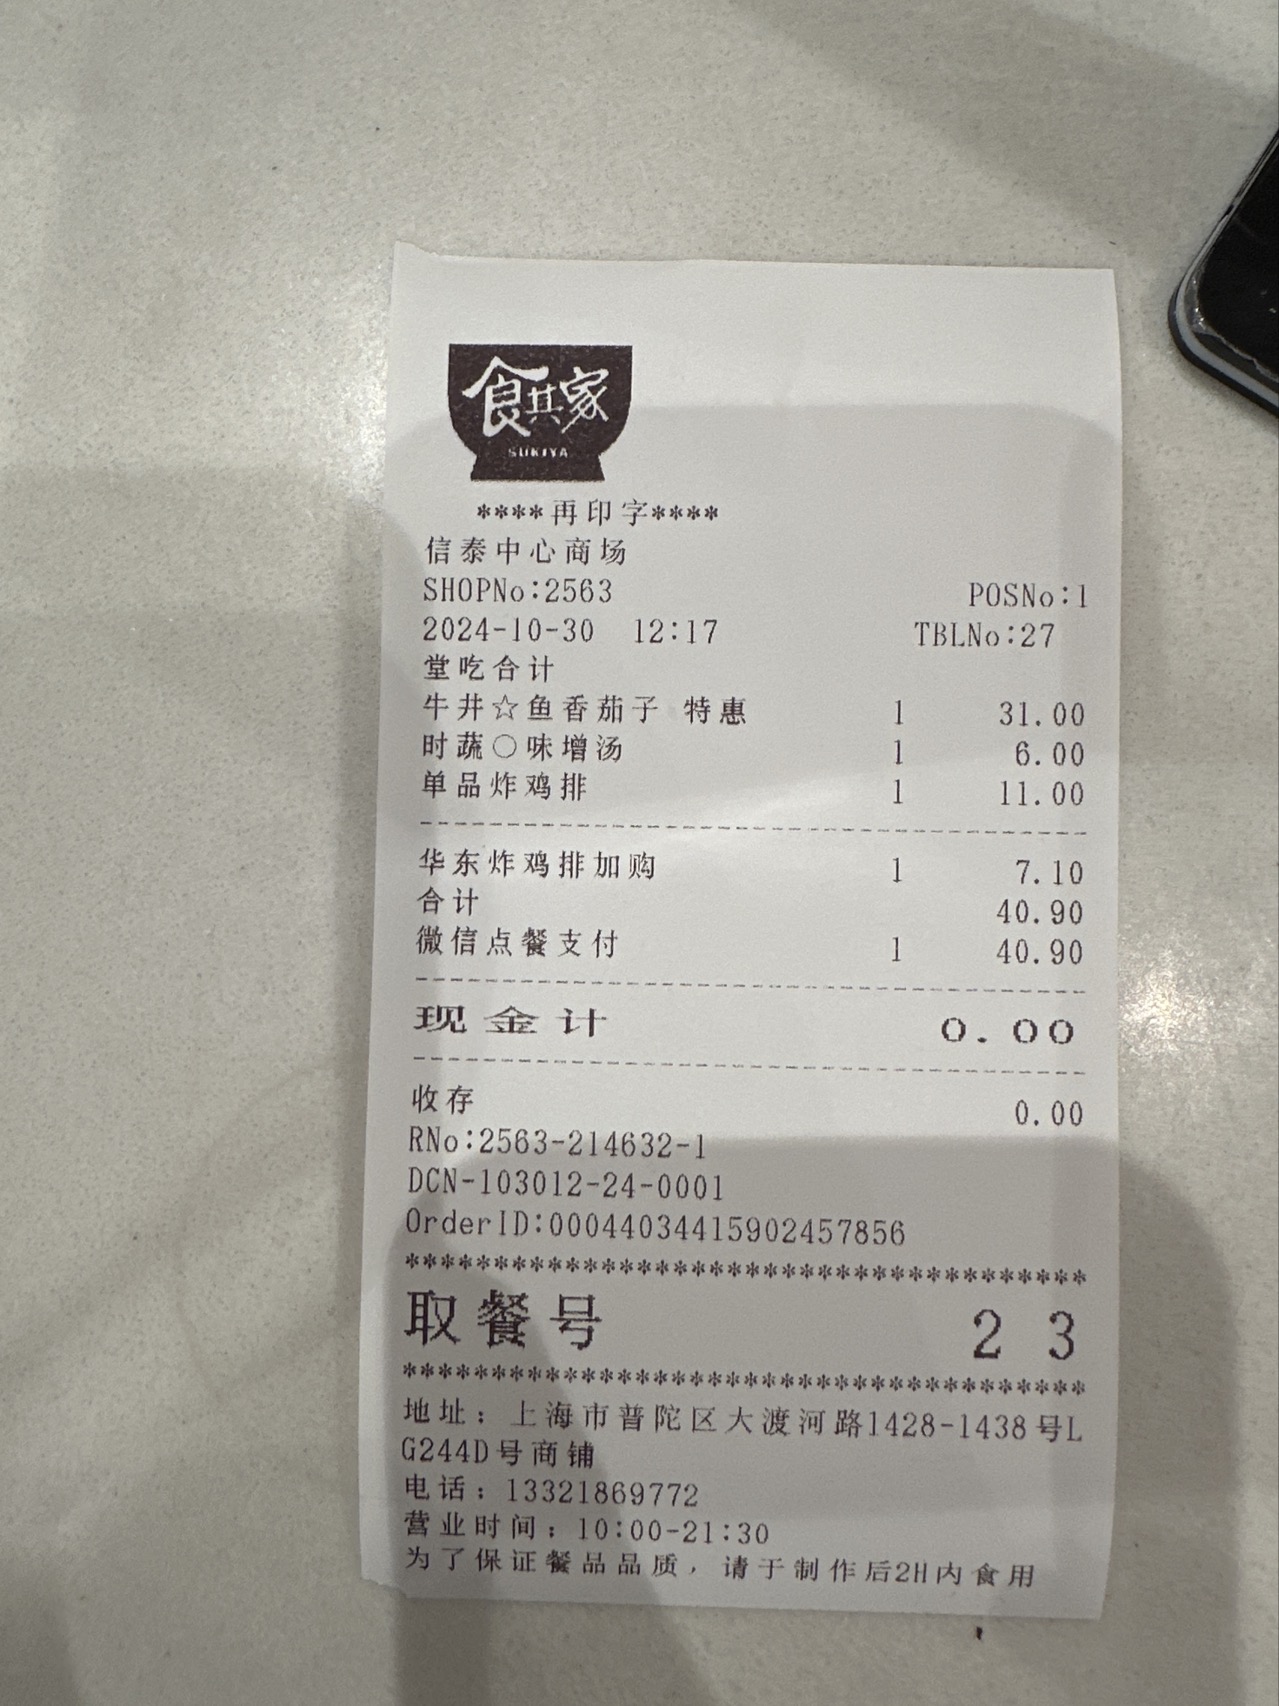 食其家
SUKIYA
****再印字****
信泰中心商场
SHOPNo:2563 POSNo:1
2024-10-30 12:17 TBLNo:27
堂吃合计
牛井☆鱼香茄子 特惠 1 31.00
时蔬○味增汤 1 6.00
单品炸鸡排 1 11.00
华东炸鸡排加购 1 7.10
合计 40.90
微信点餐支付 1 40.90
现金计 0.00
收存 0.00
RNo:2563-214632-1
DCN-103012-24-0001
OrderID:00044034415902457856
**************************************
取餐号 23
**************************************
地址：上海市普陀区大渡河路1428-1438号L
G244D号商铺
电话：13321869772
营业时间：10:00-21:30
为了保证餐品品质，请于制作后2H内食用